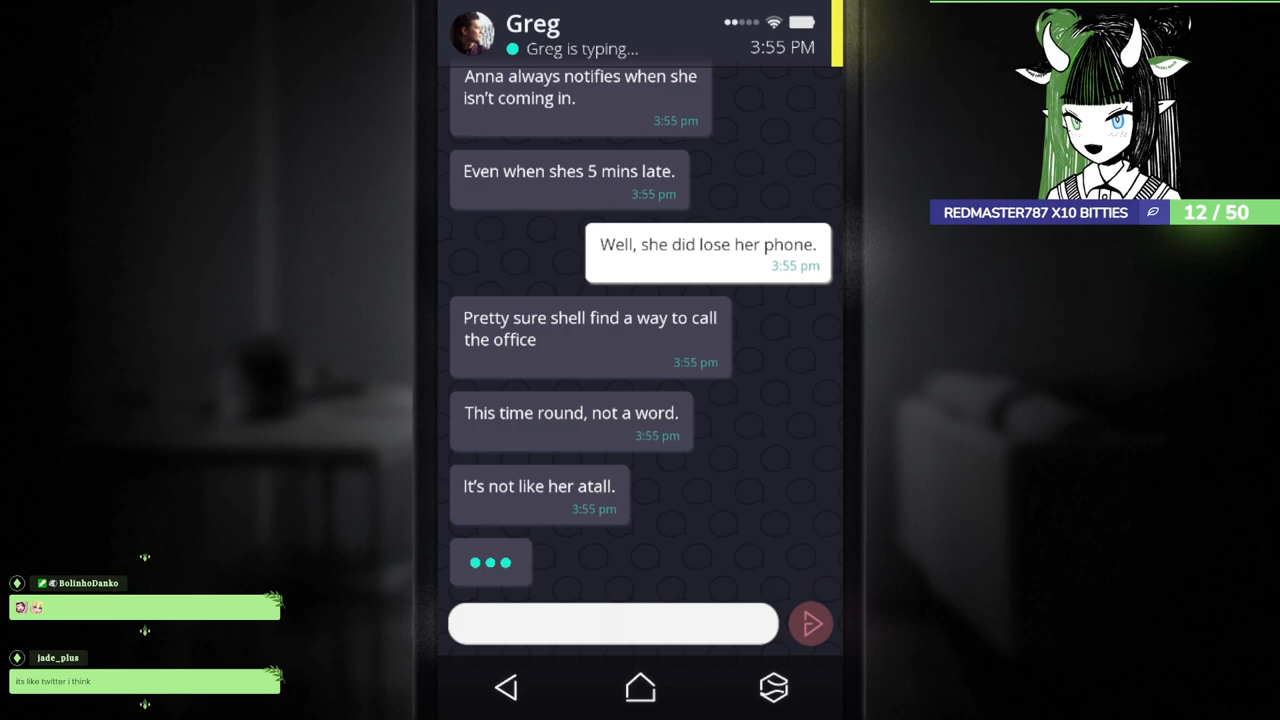 Greg
Greg is typing...
3:55 PM
Anna always notifies when she
isn't coming in.
3:55 pm
Even when shes 5 mins late.
3:55 pm
Well, she did lose her phone.
3:55 pm
Pretty sure shell find a way to call
the office
3:55 pm
This time round, not a word.
3:55 pm
It's not like her atall.
3:55 pm
REDMASTER787 X10 BITTIES
12 / 50
BolinhoDanko
jade_plus
its like twitter i think